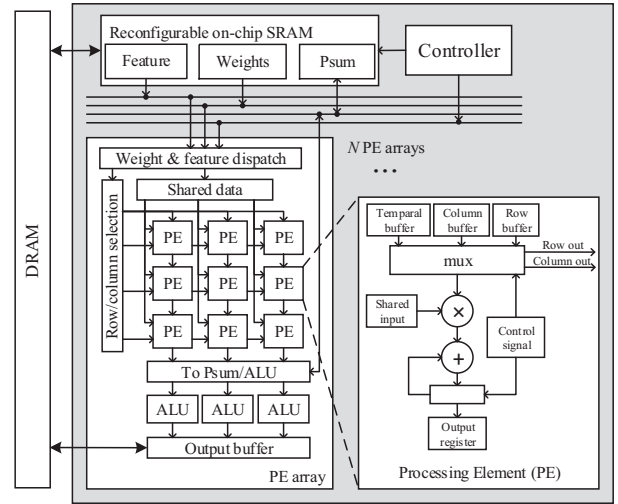 DRAM
Reconfigurable on-chip SRAM
Feature
Weights
Psum
Controller
N PE arrays
...
Weight & feature dispatch
Shared data
Row/column selection
PE PE PE
PE PE PE
PE PE PE
To Psum/ALU
ALU ALU ALU
Output buffer
PE array
Temparal
buffer
Column
buffer
Row
buffer
Row out
Column out
mux
Shared
input
×
Control
signal
+
Output
register
Processing Element (PE)